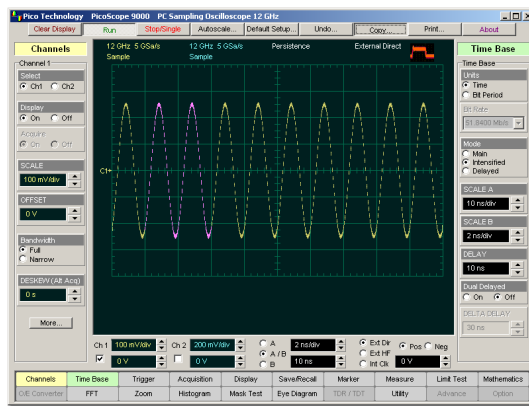 Pico Technology PicoScope 9000 PC Sampling Oscilloscope 12 GHz
Clear Display Run Stop/Single Autoscale... Default Setup... Undo... Copy... Print... About
Channels
Channel 1
Select
Ch1 Ch2
Display
On Off
Acquire
On Off
SCALE
100 mV/div
OFFSET
0 V
Bandwidth
Full
Narrow
DESKEW (Alt Acq)
0 s
More...
12 GHz 5 GSa/s 12 GHz 5 GSa/s Persistence External Direct
Sample Sample
C1+
Ch 1 100 mV/div Ch 2 200 mV/div A 2 ns/div Ext Dir Pos Neg
A / B Ext HF
0 V 0 V B 10 ns Int Clk 0 V
Time Base
Time Base
Units
Time
Bit Period
Bit Rate
51.8400 Mb/s
Mode
Main
Intensified
Delayed
SCALE A
10 ns/div
SCALE B
2 ns/div
DELAY
10 ns
Dual Delayed
On Off
DELTA DELAY
30 ns
Channels Time Base Trigger Acquisition Display Save/Recall Marker Measure Limit Test Mathematics
O/E Converter FFT Zoom Histogram Mask Test Eye Diagram TDR / TDT Utility Advance Option